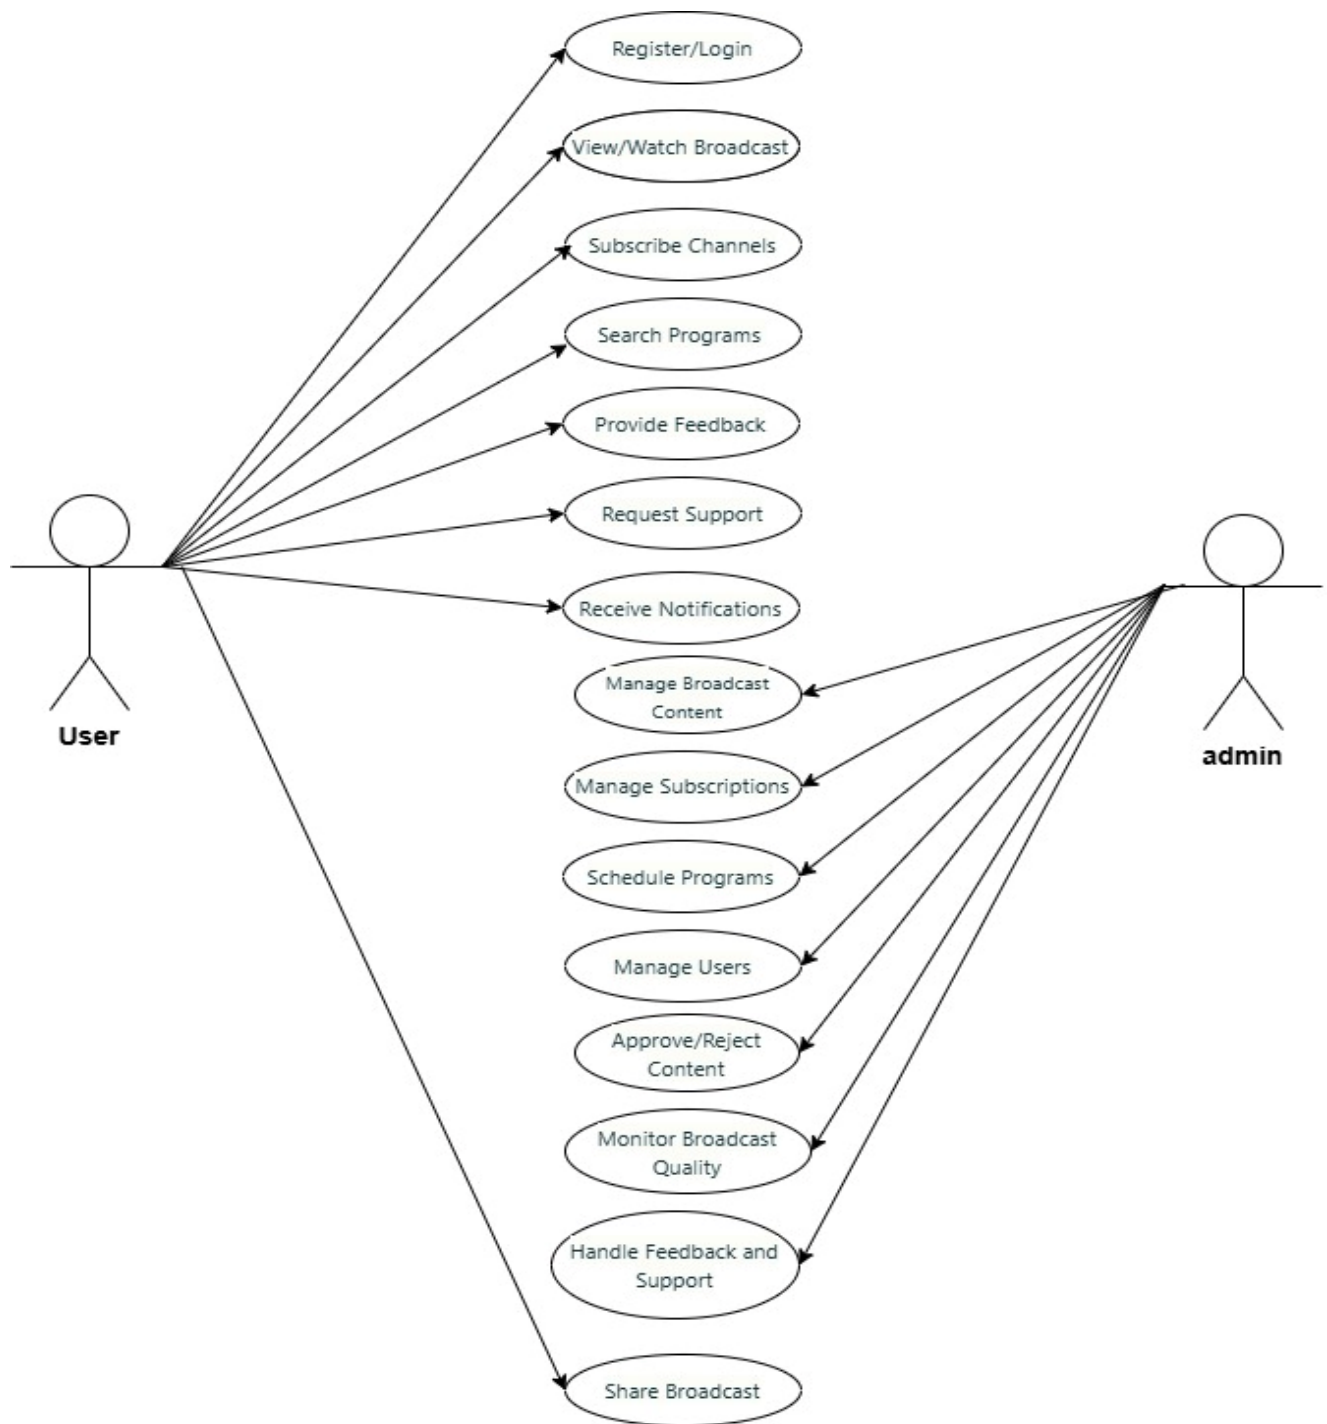 Register/Login
View/Watch Broadcast
Subscribe Channels
Search Programs
Provide Feedback
Request Support
Receive Notifications
Manage Broadcast
Content
User
admin
Manage Subscriptions
Schedule Programs
Manage Users
Approve/Reject
Content
Monitor Broadcast
Quality
Handle Feedback and
Support
Share Broadcast